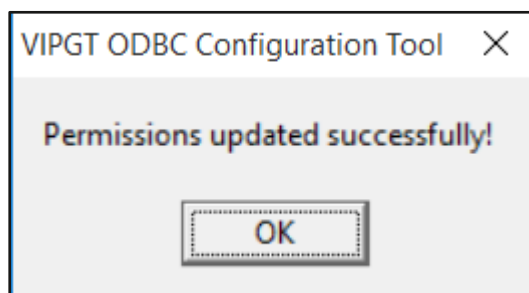 VIPGT ODBC Configuration Tool
Permissions updated successfully!
OK